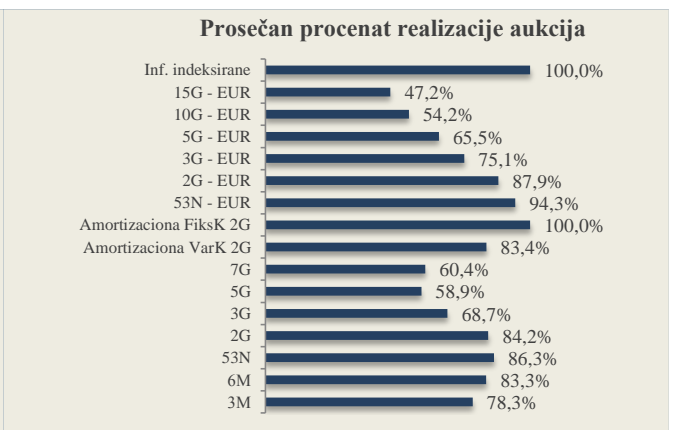 Prosečan procenat realizacije aukcija
Inf. indeksirane 100,0%
15G - EUR 47,2%
10G - EUR 54,2%
5G - EUR 65,5%
3G - EUR 75,1%
2G - EUR 87,9%
53N - EUR 94,3%
Amortizaciona FiksK 2G 100,0%
Amortizaciona VarK 2G 83,4%
7G 60,4%
5G 58,9%
3G 68,7%
2G 84,2%
53N 86,3%
6M 83,3%
3M 78,3%